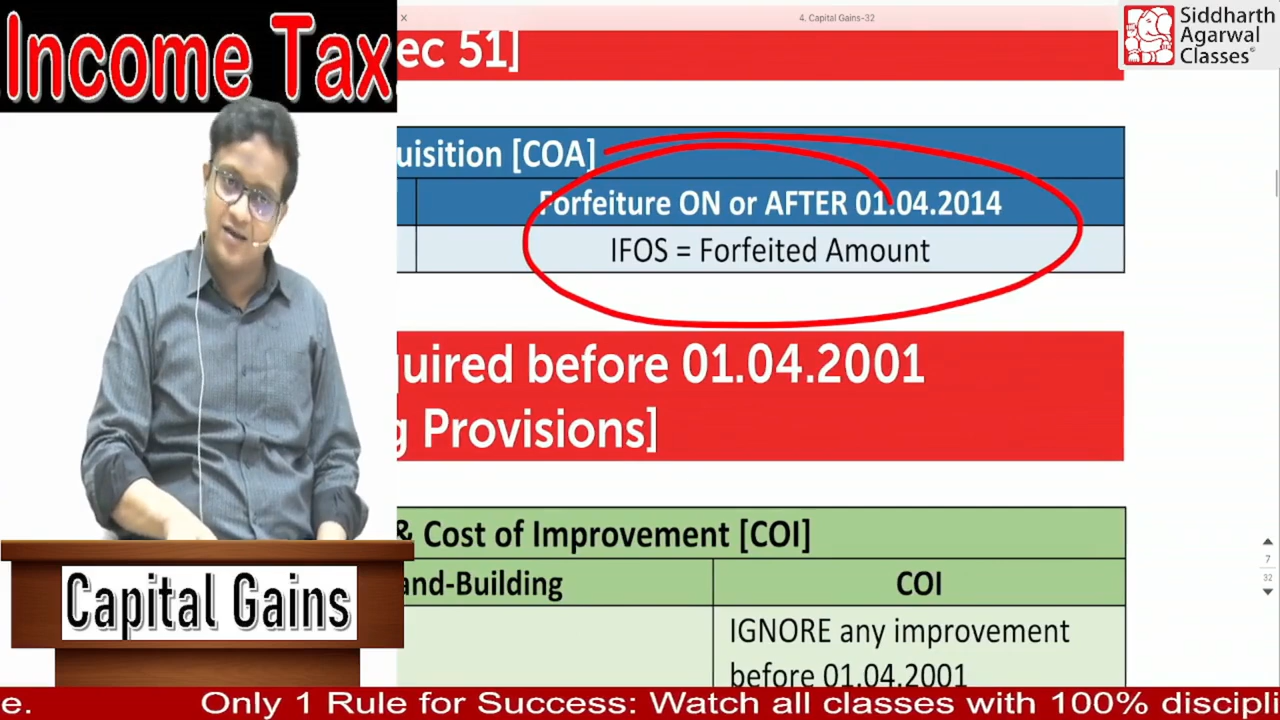 Income Tax
4. Capital Gains-32
Siddharth
Agarwal
Classes
ec 51]
uisition [COA]
Forfeiture ON or AFTER 01.04.2014
IFOS = Forfeited Amount
uired before 01.04.2001
g Provisions]
& Cost of Improvement [COI]
and-Building
COI
IGNORE any improvement
before 01.04.2001
7
32
Capital Gains
e. Only 1 Rule for Success: Watch all classes with 100% discipli